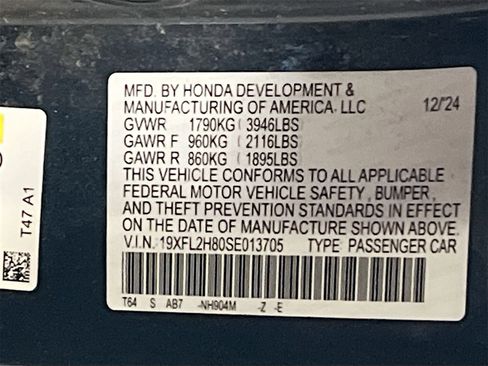 MFD. BY HONDA DEVELOPMENT &
MANUFACTURING OF AMERICA, LLC 12/'24
GVWR 1790KG ( 3946LBS )
GAWR F 960KG ( 2116LBS )
GAWR R 860KG ( 1895LBS )
THIS VEHICLE CONFORMS TO ALL APPLICABLE
FEDERAL MOTOR VEHICLE SAFETY , BUMPER,
AND THEFT PREVENTION STANDARDS IN EFFECT
ON THE DATE OF MANUFACTURE SHOWN ABOVE.
V.I.N. 19XFL2H80SE013705 TYPE: PASSENGER CAR
T64 S AB7 -NH904M -Z -E
T47 A1